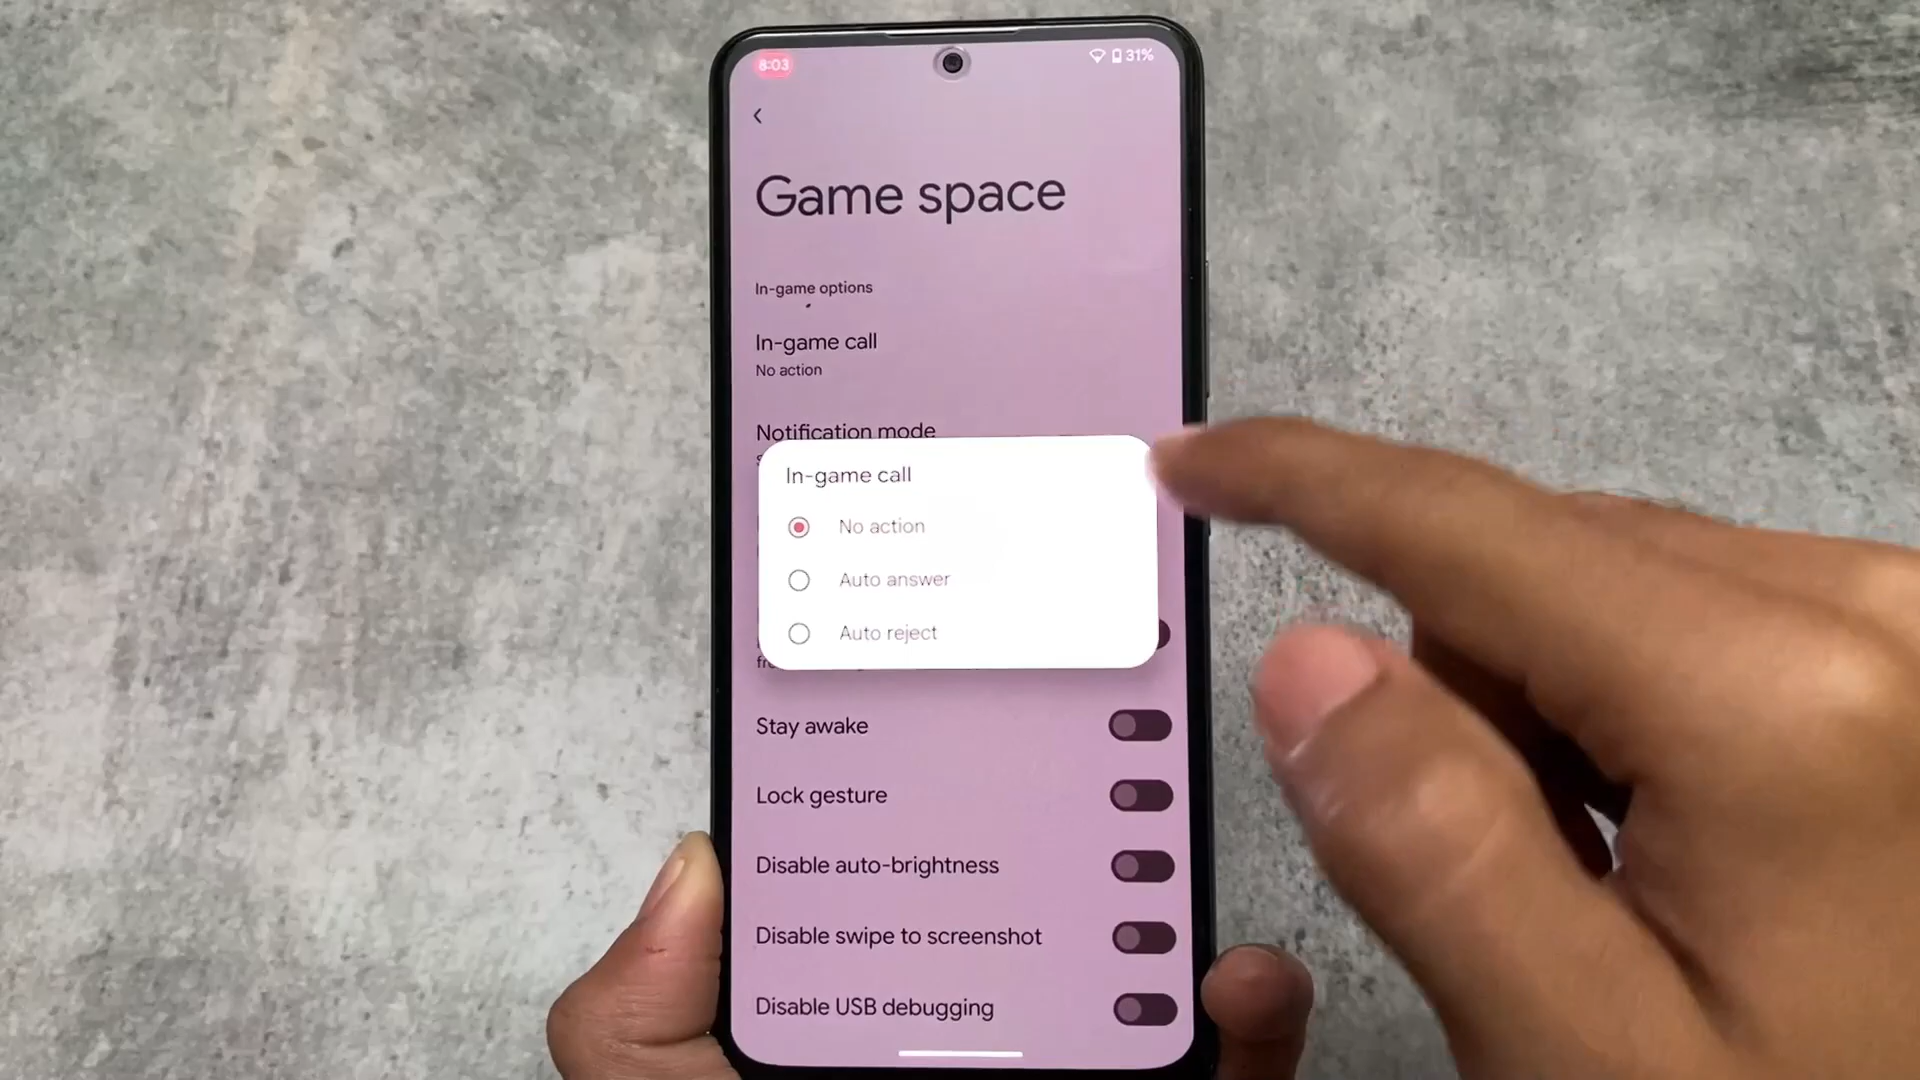 8:03
31%
Game space
In-game options
In-game call
No action
Notification mode
In-game call
No action
Auto answer
Auto reject
Stay awake
Lock gesture
Disable auto-brightness
Disable swipe to screenshot
Disable USB debugging